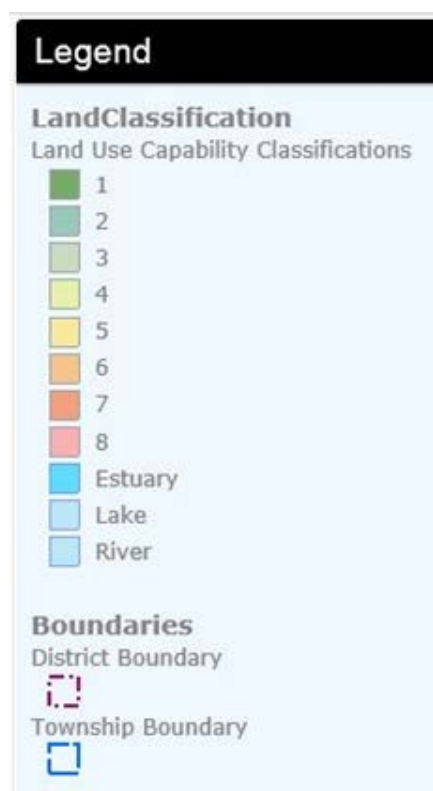 Legend
LandClassification
Land Use Capability Classifications
1
2
3
4
5
6
7
8
Estuary
Lake
River
Boundaries
District Boundary
Township Boundary